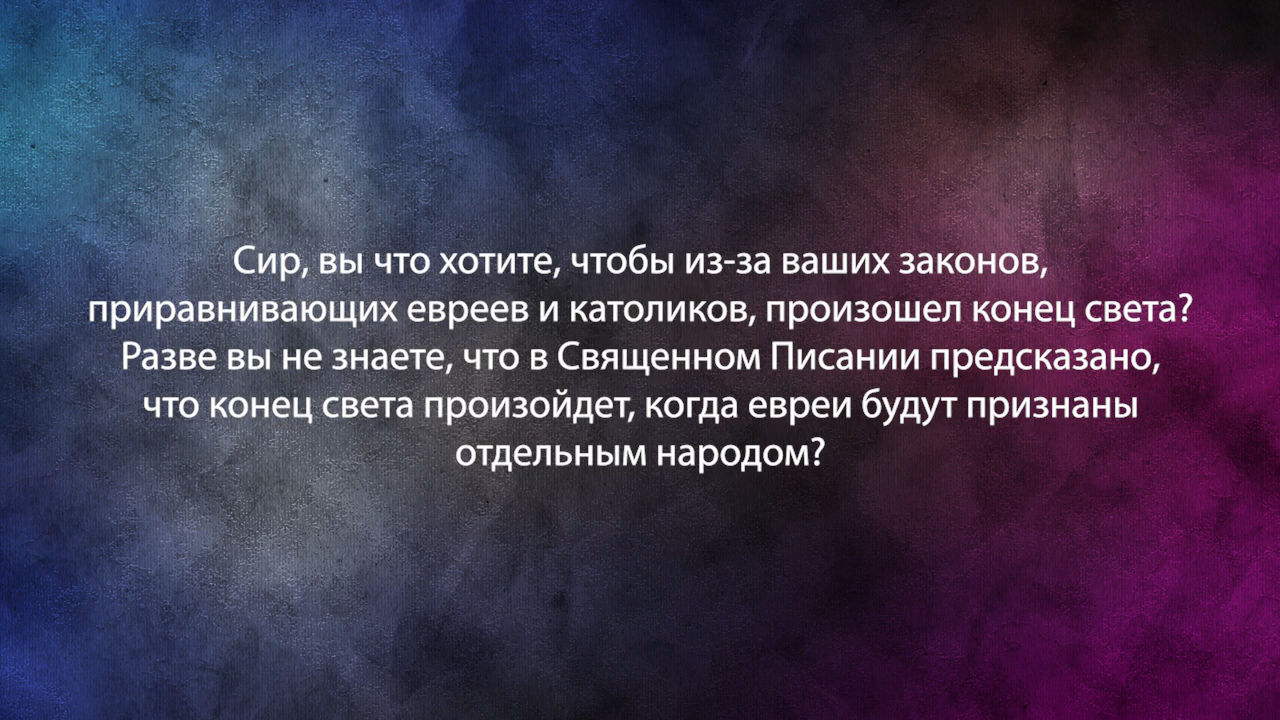 Сир, вы что хотите, чтобы из-за ваших законов,
приравнивающих евреев и католиков, произошел конец света?
Разве вы не знаете, что в Священном Писании предсказано,
что конец света произойдет, когда евреи будут признаны
отдельным народом?